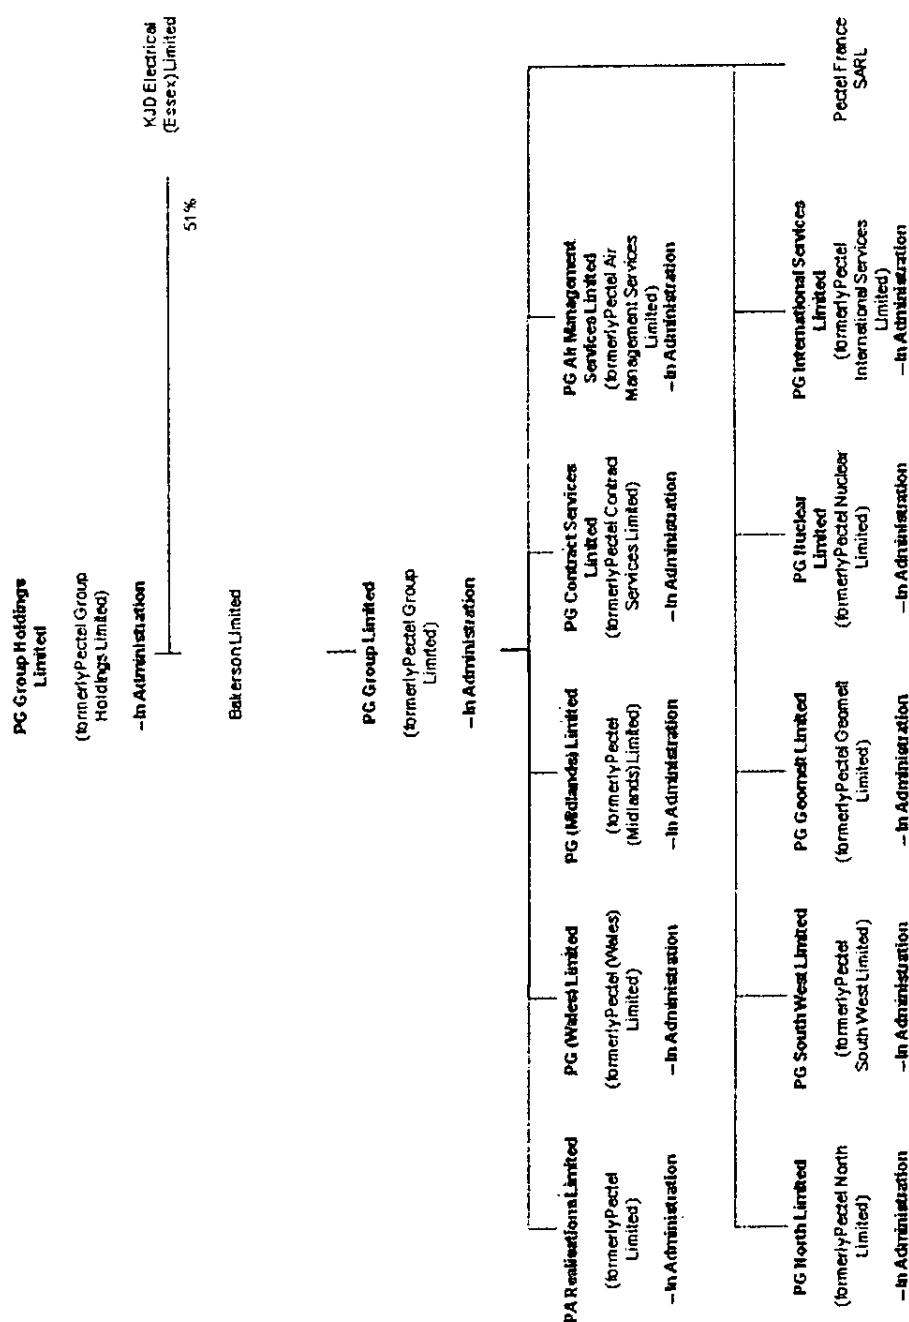 PG Group Holdings
Limited
(formerly Pectel Group
Holdings Limited)
– In Administration
KJD Electrical
(Essex) Limited
51%
Bakerson Limited
PG Group Limited
(formerly Pectel Group
Limited)
– In Administration
PA Realisations Limited
(formerly Pectel
Limited)
– In Administration
PG (Wales) Limited
(formerly Pectel (Wales)
Limited)
– In Administration
PG (Midlands) Limited
(formerly Pectel
(Midlands) Limited)
– In Administration
PG Contract Services
Limited
(formerly Pectel Contract
Services Limited)
– In Administration
PG Air Management
Services Limited
(formerly Pectel Air
Management Services
Limited)
– In Administration
PG North Limited
(formerly Pectel North
Limited)
– In Administration
PG South West Limited
(formerly Pectel
South West Limited)
– In Administration
PG Geomelt Limited
(formerly Pectel Geomelt
Limited)
– In Administration
PG Nuclear
Limited
(formerly Pectel Nuclear
Limited)
– In Administration
PG International Services
Limited
(formerly Pectel
International Services
Limited)
– In Administration
Pectel France
SARL